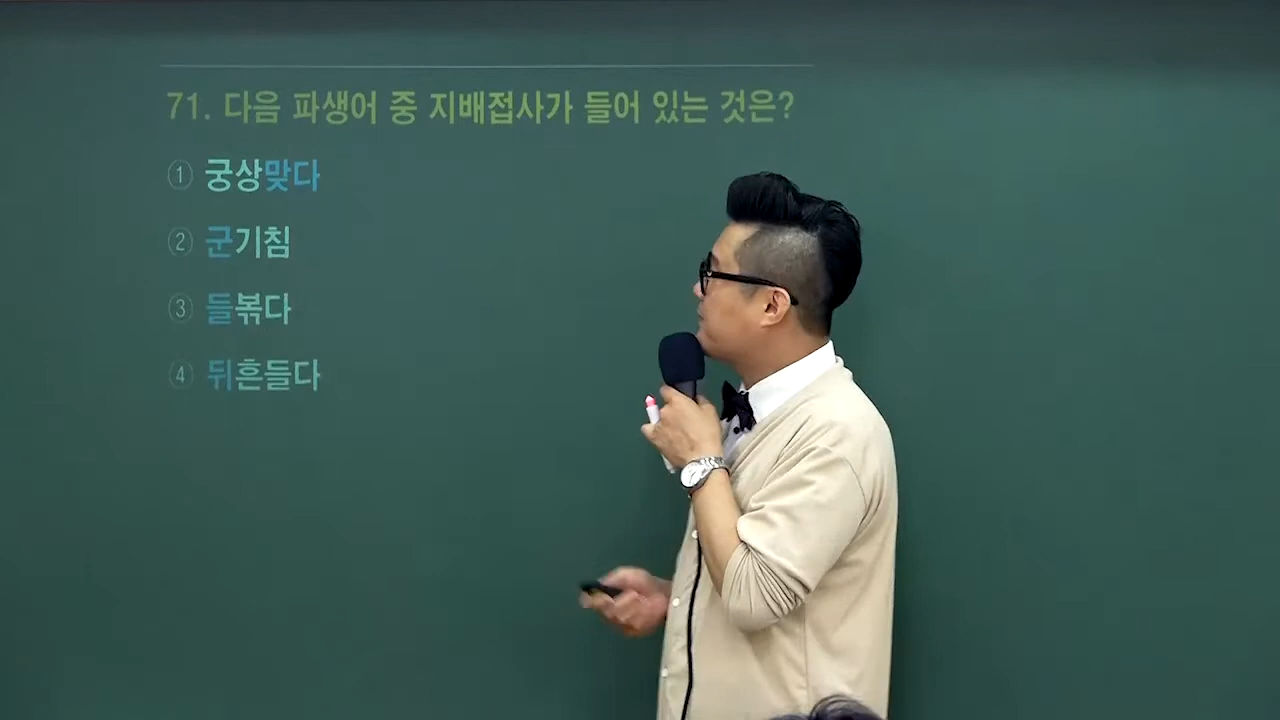 71. 다음 파생어 중 지배접사가 들어 있는 것은?
① 궁상맞다
② 군기침
③ 들볶다
④ 뒤흔들다